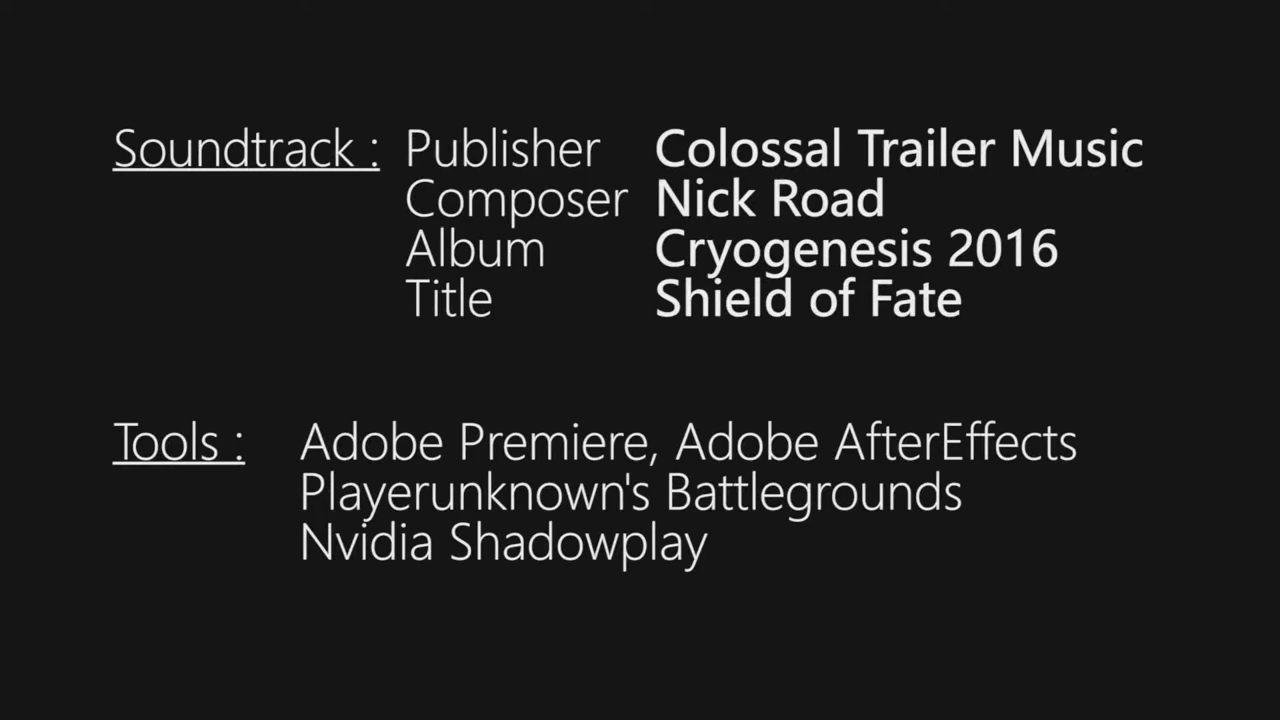 Soundtrack : Publisher Colossal Trailer Music
Composer Nick Road
Album Cryogenesis 2016
Title Shield of Fate
Tools : Adobe Premiere, Adobe AfterEffects
Playerunknown's Battlegrounds
Nvidia Shadowplay